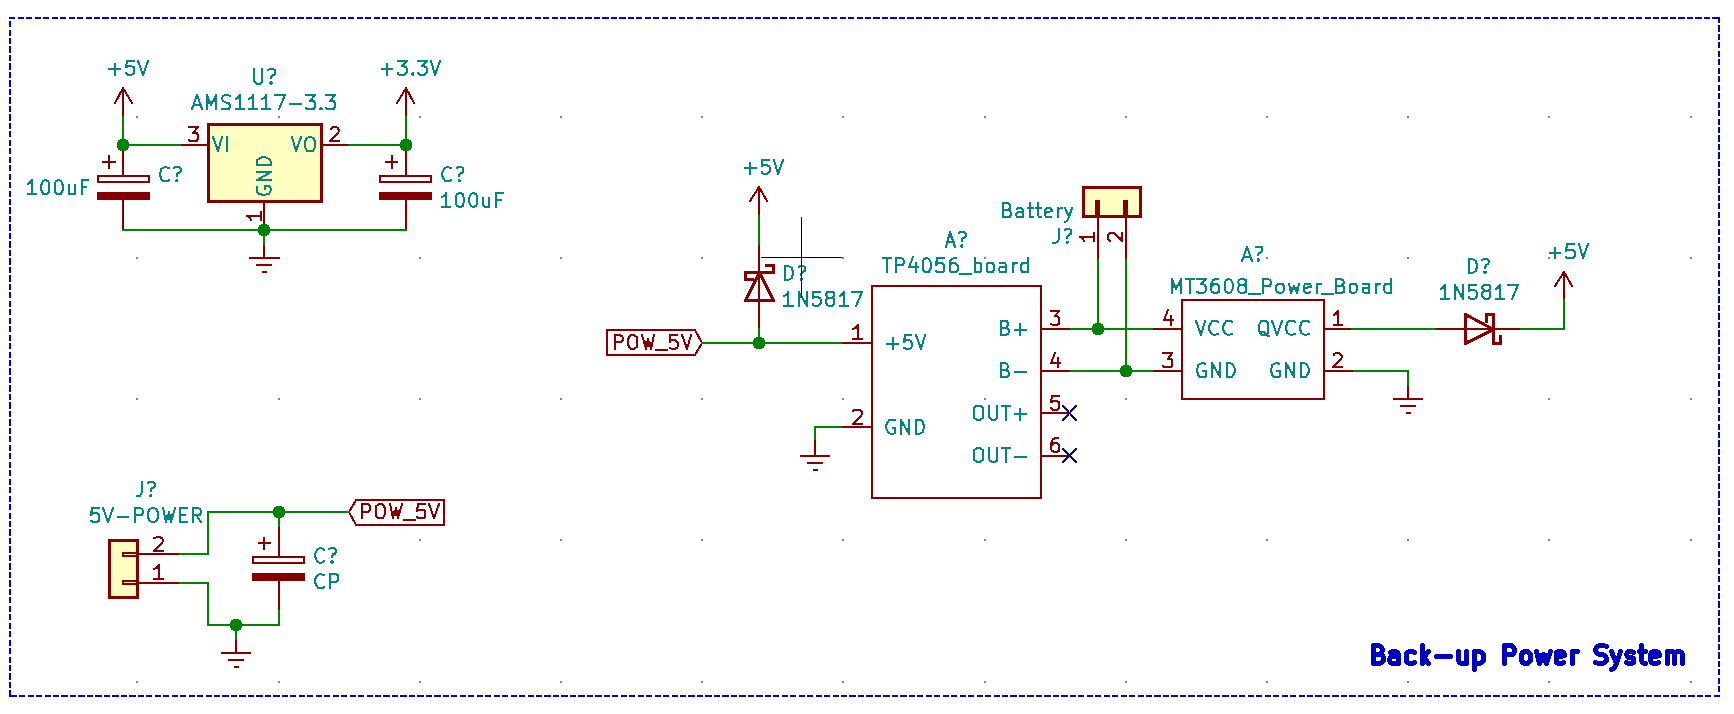 +5V
U?
AMS1117-3.3
+3.3V
3
VI
VO
2
GND
1
+
C?
100uF
+
C?
100uF
+5V
D?
1N5817
POW_5V
A?
TP4056_board
1
+5V
2
GND
B+
3
B-
4
OUT+
5
OUT-
6
Battery
J?
1
2
A?
MT3608_Power_Board
4
VCC
QVCC
1
3
GND
GND
2
D?
1N5817
+5V
J?
5V-POWER
2
1
POW_5V
+
C?
CP
Back-up Power System